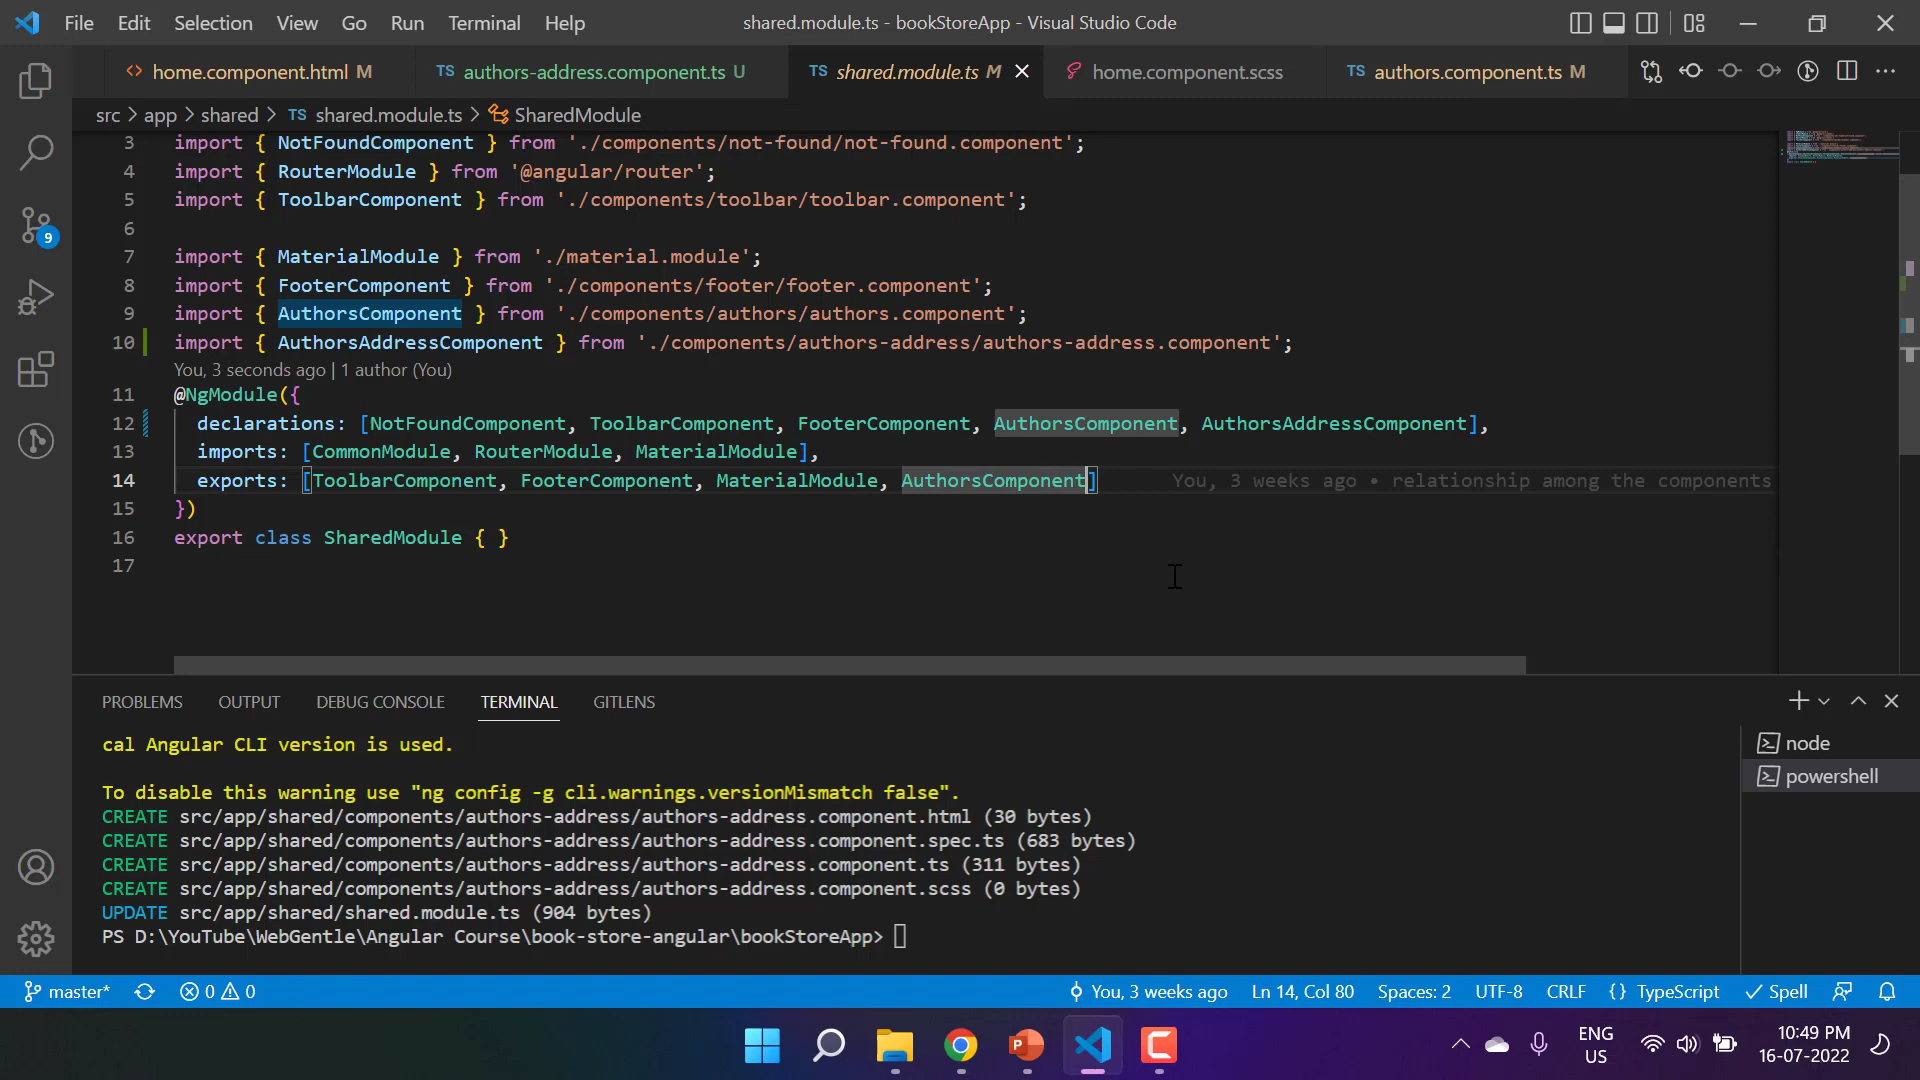 File Edit Selection View Go Run Terminal Help shared.module.ts - bookStoreApp - Visual Studio Code
home.component.html M TS authors-address.component.ts U TS shared.module.ts M home.component.scss TS authors.component.ts M
src > app > shared > TS shared.module.ts > SharedModule
3 import { NotFoundComponent } from './components/not-found/not-found.component';
4 import { RouterModule } from '@angular/router';
5 import { ToolbarComponent } from './components/toolbar/toolbar.component';
6
7 import { MaterialModule } from './material.module';
8 import { FooterComponent } from './components/footer/footer.component';
9 import { AuthorsComponent } from './components/authors/authors.component';
10 import { AuthorsAddressComponent } from './components/authors-address/authors-address.component';
You, 3 seconds ago | 1 author (You)
11 @NgModule({
12 declarations: [NotFoundComponent, ToolbarComponent, FooterComponent, AuthorsComponent, AuthorsAddressComponent],
13 imports: [CommonModule, RouterModule, MaterialModule],
14 exports: [ToolbarComponent, FooterComponent, MaterialModule, AuthorsComponent] You, 3 weeks ago • relationship among the components
15 })
16 export class SharedModule { }
17
9
PROBLEMS OUTPUT DEBUG CONSOLE TERMINAL GITLENS
cal Angular CLI version is used.
To disable this warning use "ng config -g cli.warnings.versionMismatch false".
CREATE src/app/shared/components/authors-address/authors-address.component.html (30 bytes)
CREATE src/app/shared/components/authors-address/authors-address.component.spec.ts (683 bytes)
CREATE src/app/shared/components/authors-address/authors-address.component.ts (311 bytes)
CREATE src/app/shared/components/authors-address/authors-address.component.scss (0 bytes)
UPDATE src/app/shared/shared.module.ts (904 bytes)
PS D:\YouTube\WebGentle\Angular Course\book-store-angular\bookStoreApp>
node
powershell
master* 0 0 You, 3 weeks ago Ln 14, Col 80 Spaces: 2 UTF-8 CRLF {} TypeScript Spell
ENG
US
10:49 PM
16-07-2022